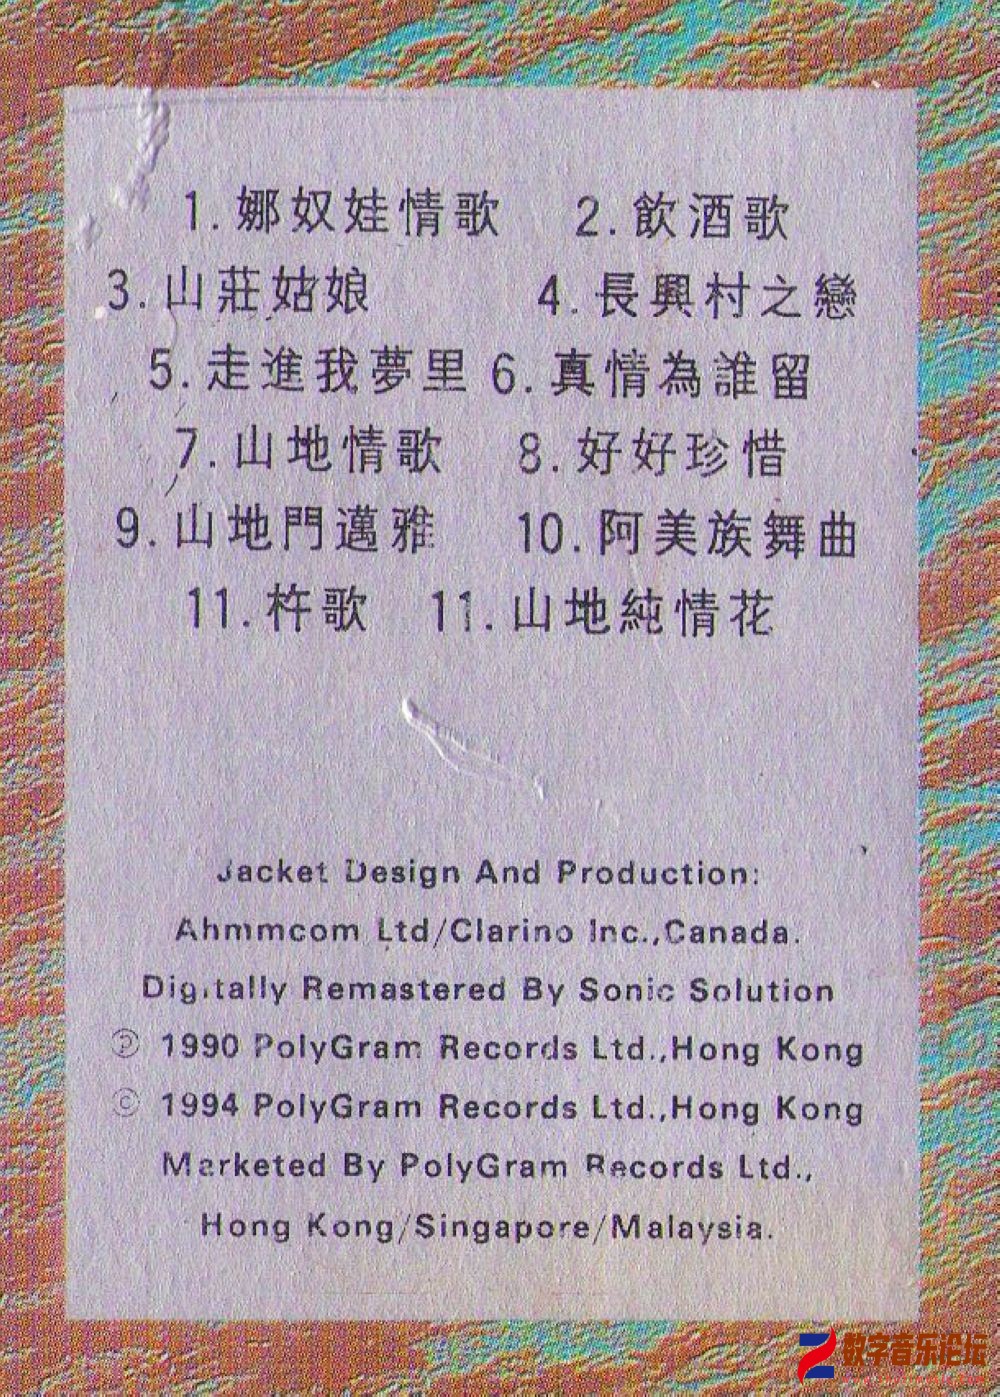 1. 娜奴娃情歌 2. 飲酒歌
3. 山莊姑娘 4. 長興村之戀
5. 走進我夢里 6. 真情為誰留
7. 山地情歌 8. 好好珍惜
9. 山地門邁雅 10. 阿美族舞曲
11. 杵歌 11. 山地純情花
Jacket Design And Production:
Ahmmcom Ltd/Clarino Inc.,Canada.
Digitally Remastered By Sonic Solution
Ⓟ 1990 PolyGram Records Ltd.,Hong Kong
© 1994 PolyGram Records Ltd.,Hong Kong
Marketed By PolyGram Records Ltd.,
Hong Kong/Singapore/Malaysia.
数字音乐论坛